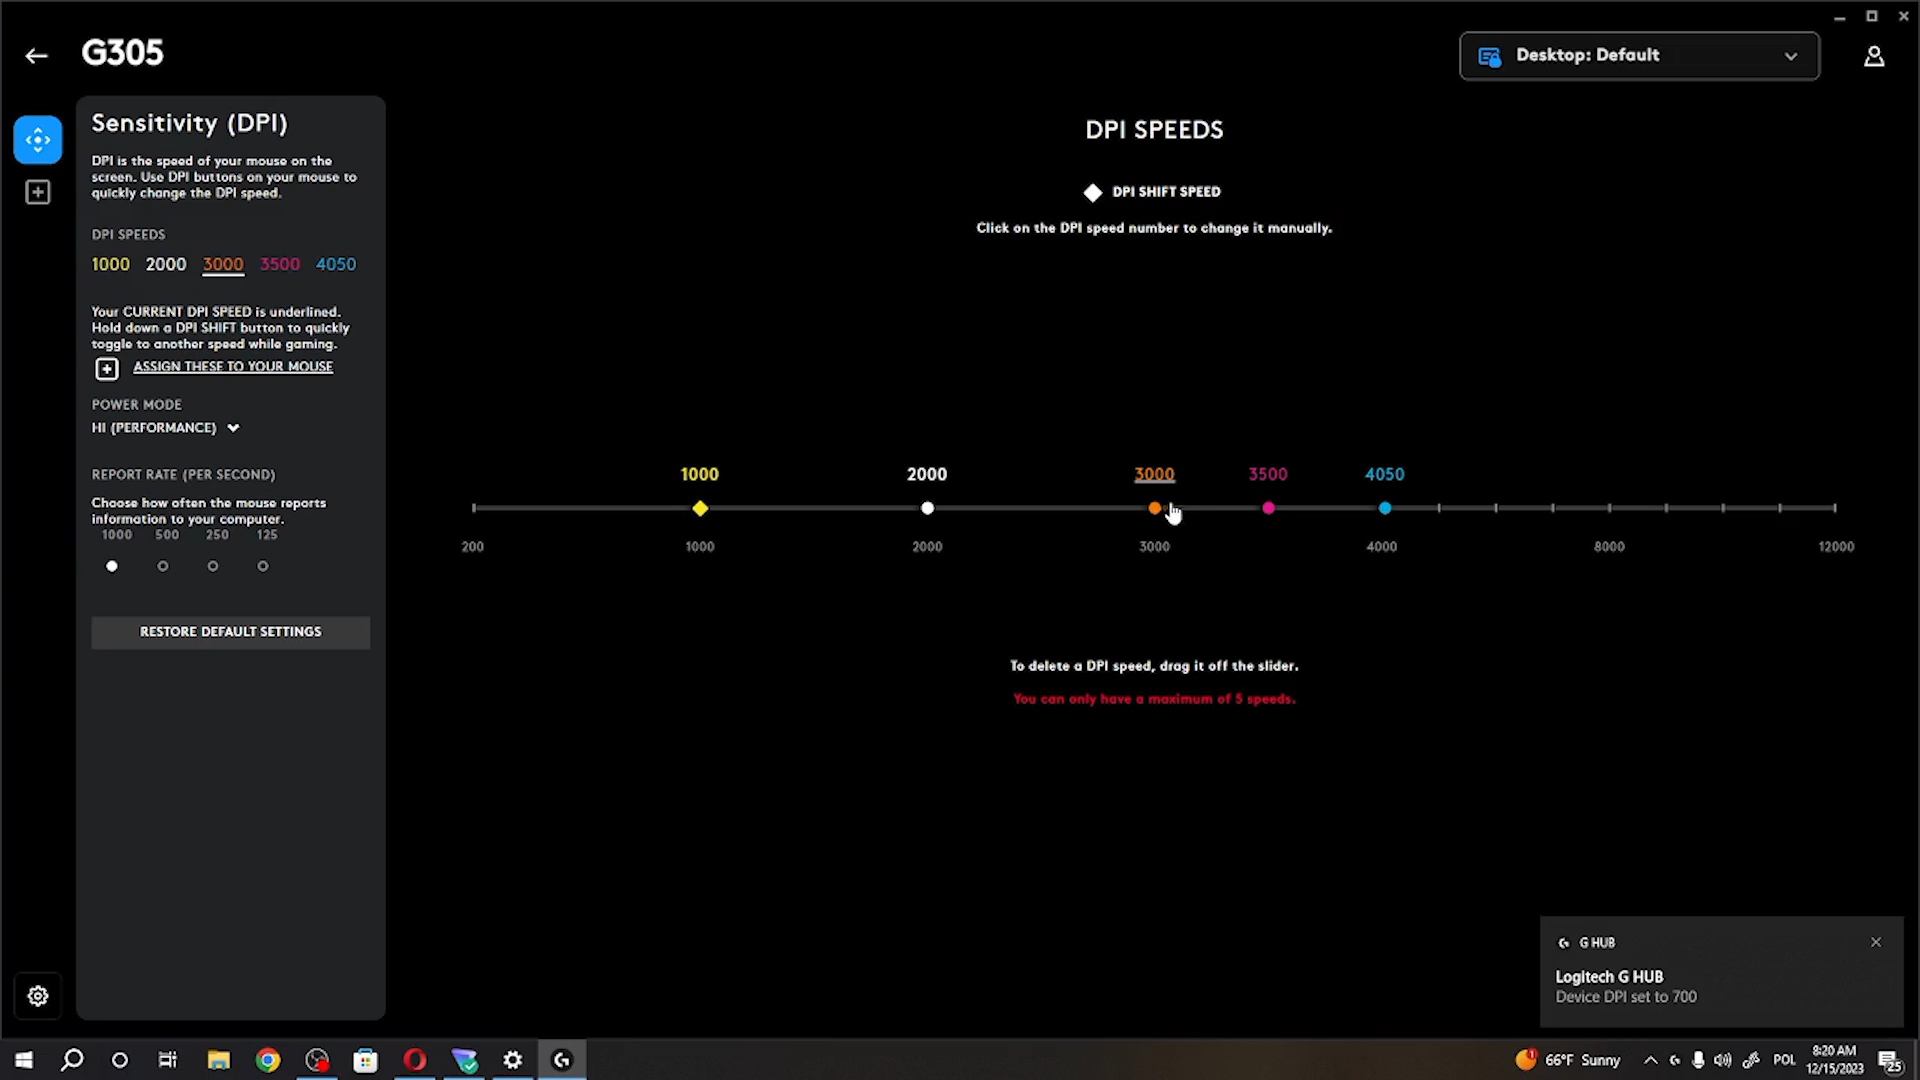 G305
Desktop: Default
Sensitivity (DPI)
DPI is the speed of your mouse on the
screen. Use DPI buttons on your mouse to
quickly change the DPI speed.
DPI SPEEDS
1000 2000 3000 3500 4050
Your CURRENT DPI SPEED is underlined.
Hold down a DPI SHIFT button to quickly
toggle to another speed while gaming.
ASSIGN THESE TO YOUR MOUSE
POWER MODE
HI (PERFORMANCE)
REPORT RATE (PER SECOND)
Choose how often the mouse reports
information to your computer.
1000 500 250 125
RESTORE DEFAULT SETTINGS
DPI SPEEDS
DPI SHIFT SPEED
Click on the DPI speed number to change it manually.
1000 2000 3000 3500 4050
200 1000 2000 3000 4000 8000 12000
To delete a DPI speed, drag it off the slider.
You can only have a maximum of 5 speeds.
G HUB
Logitech G HUB
Device DPI set to 700
1 66°F Sunny POL 8:20 AM
12/15/2023 25